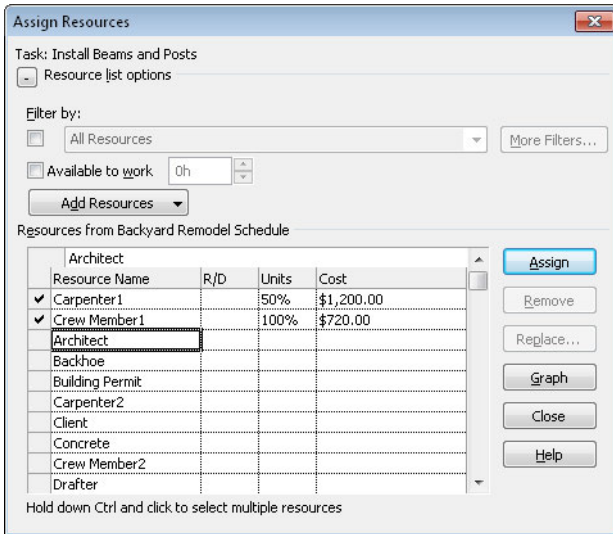 Assign Resources
Task: Install Beams and Posts
- Resource list options
Filter by:
All Resources More Filters...
Available to work 0h
Add Resources
Resources from Backyard Remodel Schedule
Architect
Resource Name R/D Units Cost
Carpenter1 50% $1,200.00
Crew Member1 100% $720.00
Architect
Backhoe
Building Permit
Carpenter2
Client
Concrete
Crew Member2
Drafter
Assign
Remove
Replace...
Graph
Close
Help
Hold down Ctrl and click to select multiple resources